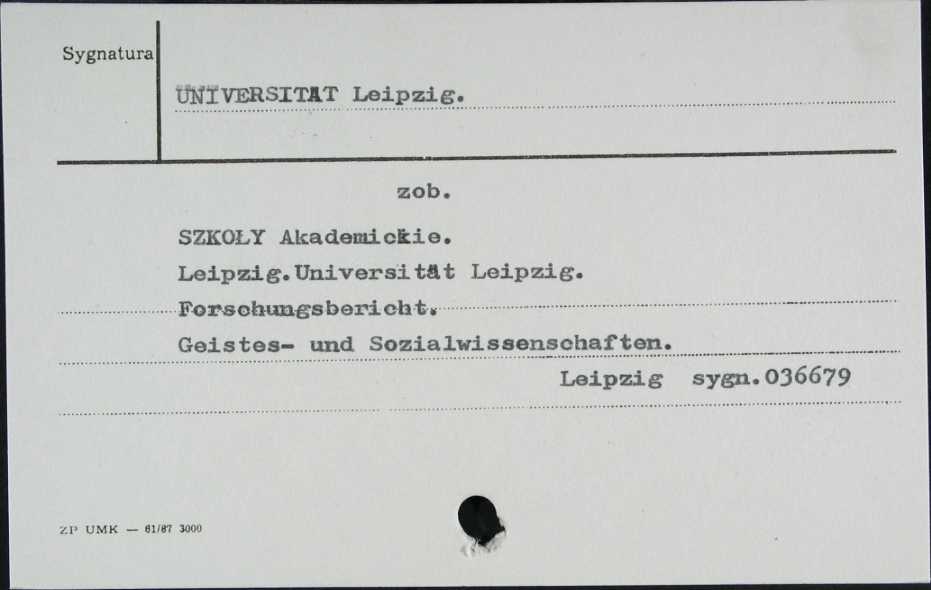 Sygnatura
UNIVERSITÄT Leipzig.
zob.
SZKOŁY Akademickie.
Leipzig.Universität Leipzig.
Forschungsbericht.
Geistes- und Sozialwissenschaften.
Leipzig sygn.036679
ZP UMK — 61/87 3000